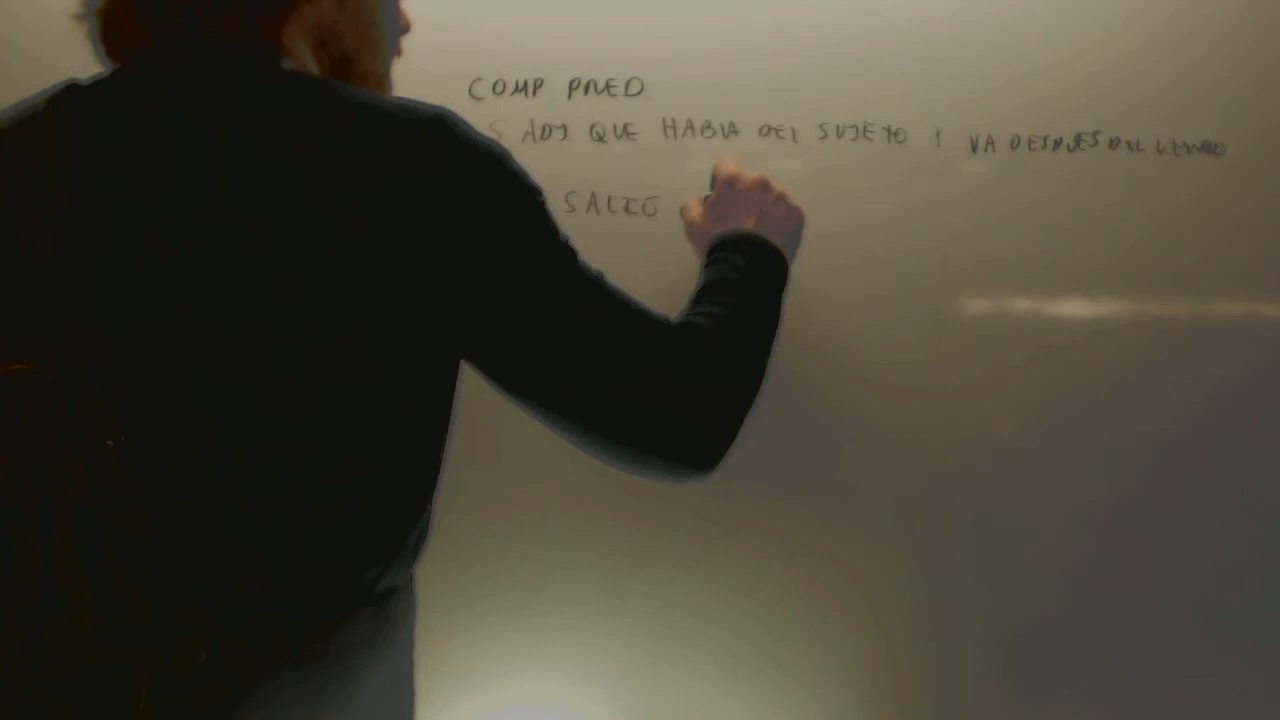 COMP PRED
S ADJ QUE HABLA DEL SUJETO Y VA DESPUES DEL VERBO
SALIÓ